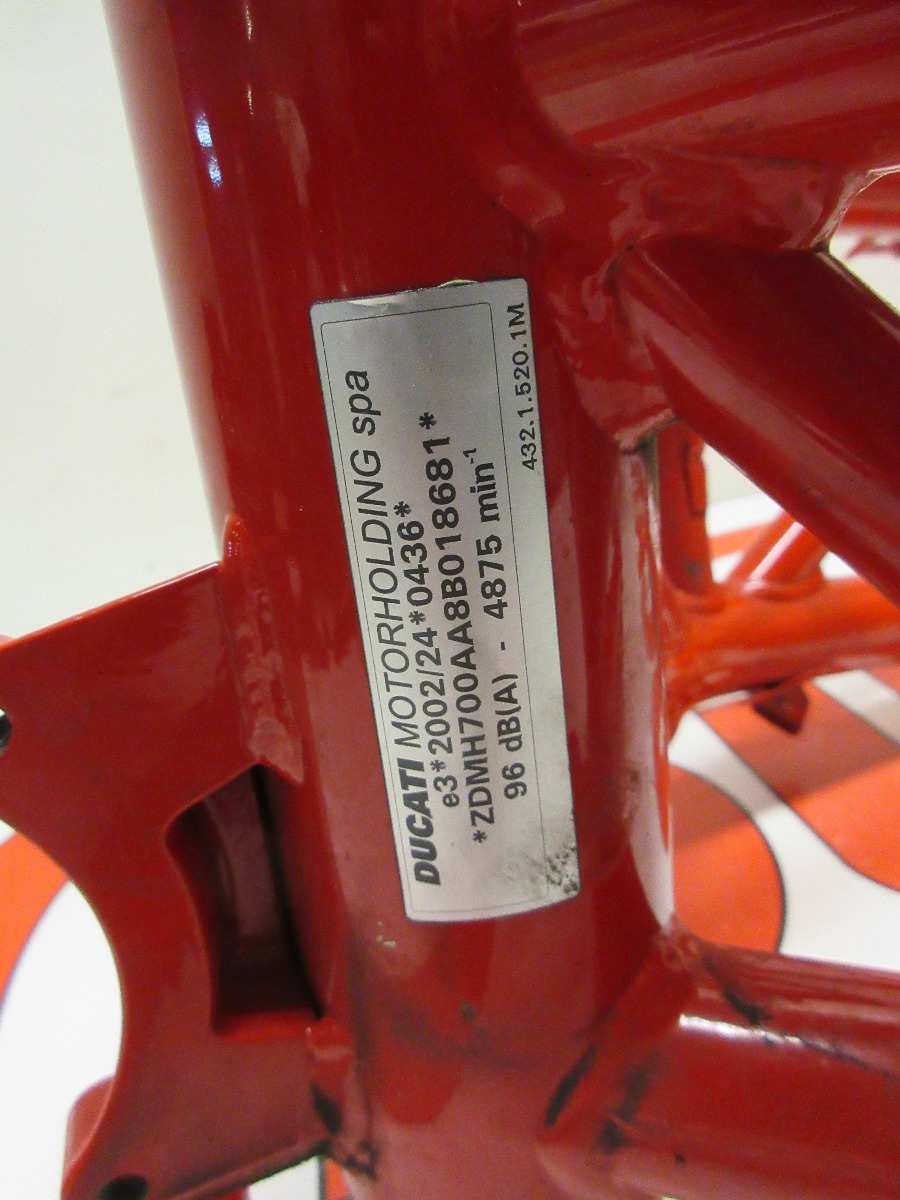 DUCATI MOTORHOLDING spa
e3*2002/24*0436*
*ZDMH700AA8B018681*
96 dB(A) - 4875 min⁻¹
432.1.520.1M